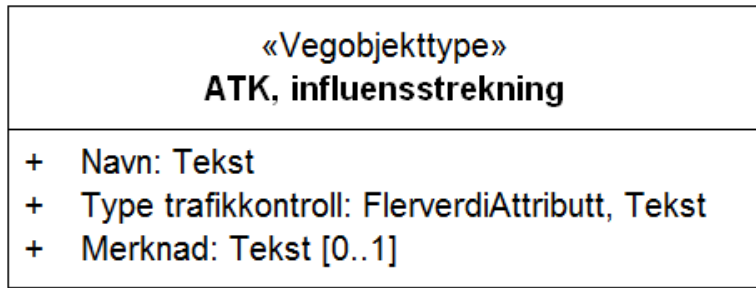 «Vegobjekttype»
ATK, influensstrekning
+ Navn: Tekst
+ Type trafikkontroll: FlerverdiAttributt, Tekst
+ Merknad: Tekst [0..1]